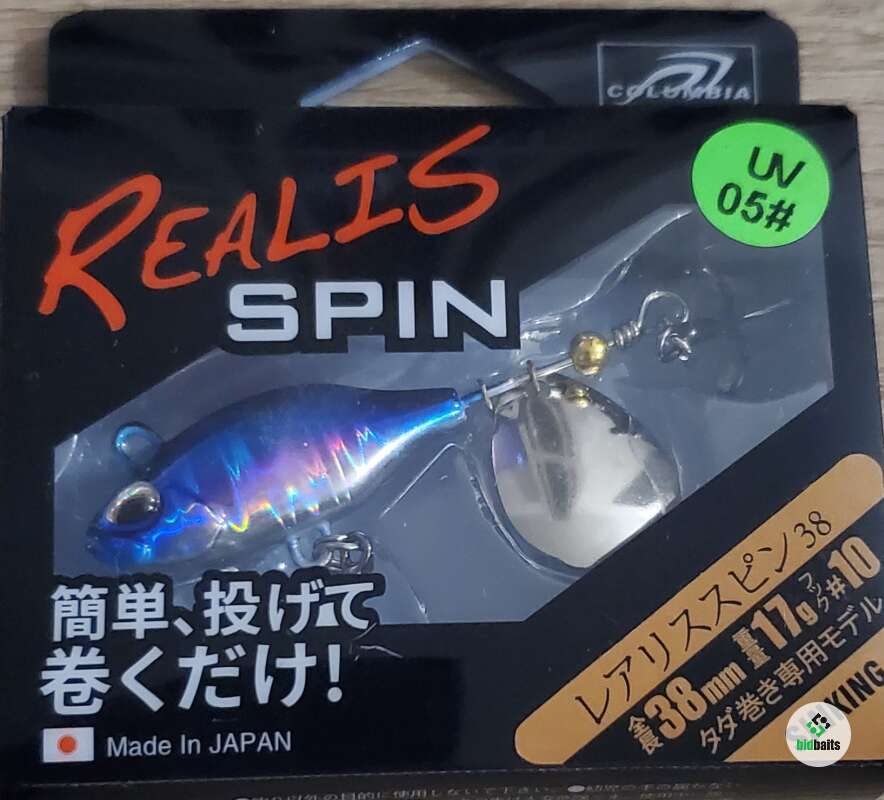 COLUMBIA
UV
05#
REALIS
SPIN
簡単、投げて
巻くだけ!
Made In JAPAN
レアリススピン38
全長38mm 重量17g フック#10
タダ巻き専用モデル
KING
bidbaits